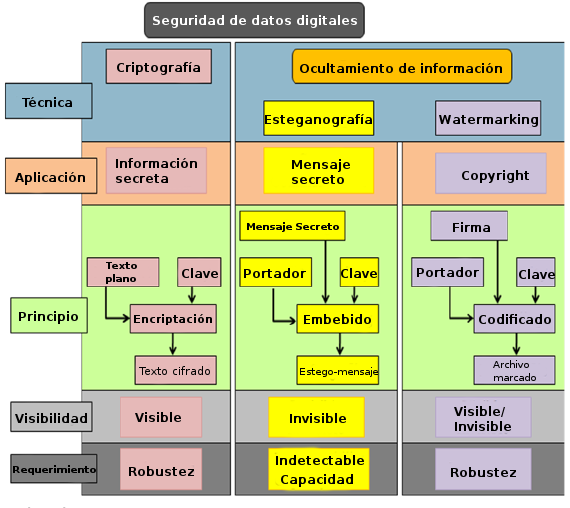 Seguridad de datos digitales
Criptografía
Ocultamiento de información
Técnica
Esteganografía
Watermarking
Aplicación
Información
secreta
Mensaje
secreto
Copyright
Principio
Texto
plano
Clave
Encriptación
Texto cifrado
Mensaje Secreto
Portador
Clave
Embebido
Estego-mensaje
Firma
Portador
Clave
Codificado
Archivo
marcado
Visibilidad
Visible
Invisible
Visible/
Invisible
Requerimiento
Robustez
Indetectable
Capacidad
Robustez